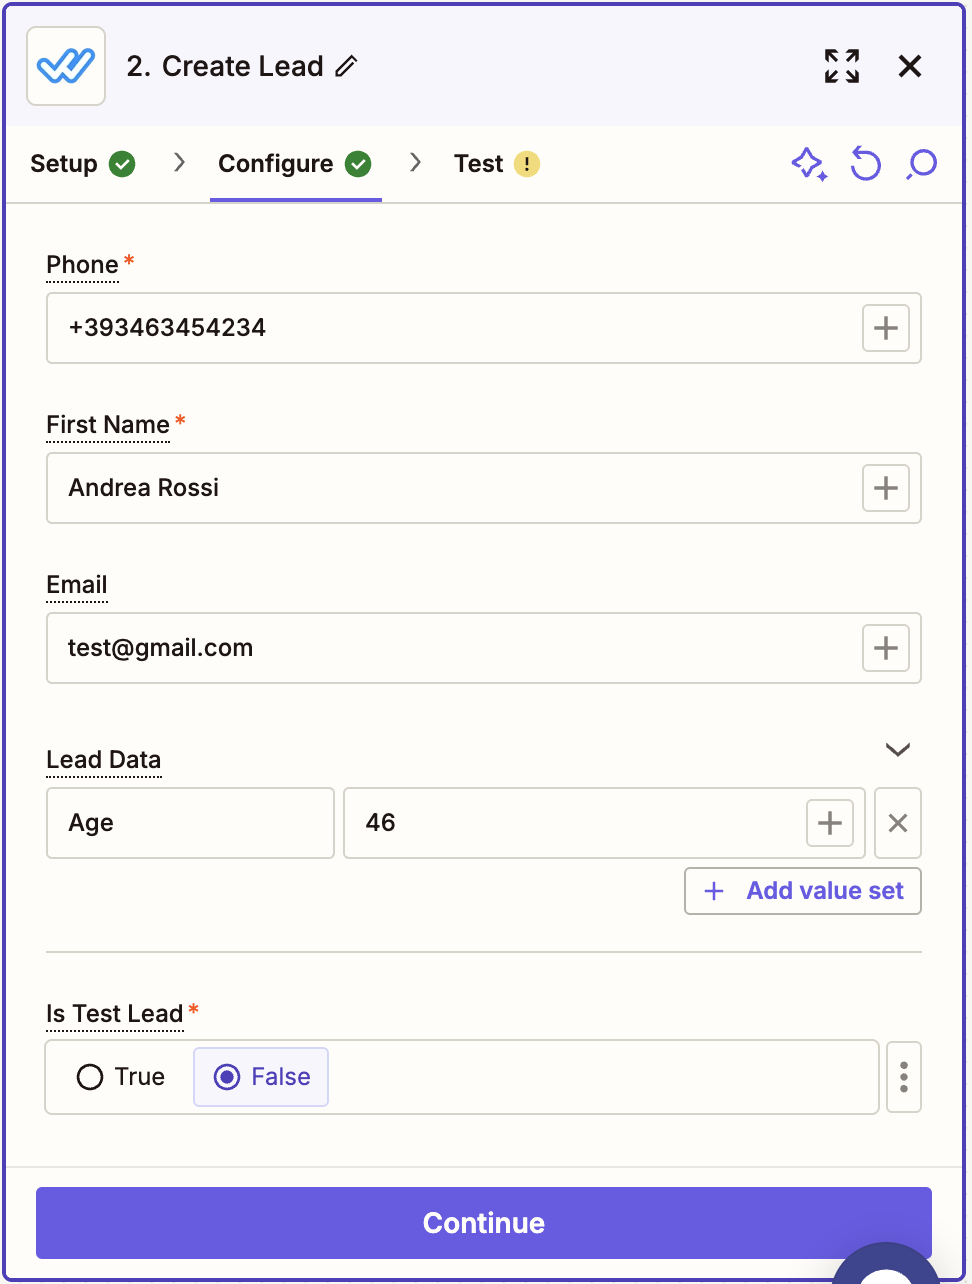 2. Create Lead
Setup Configure Test
Phone *
+393463454234
First Name *
Andrea Rossi
Email
test@gmail.com
Lead Data
Age 46
+ Add value set
Is Test Lead *
True False
Continue